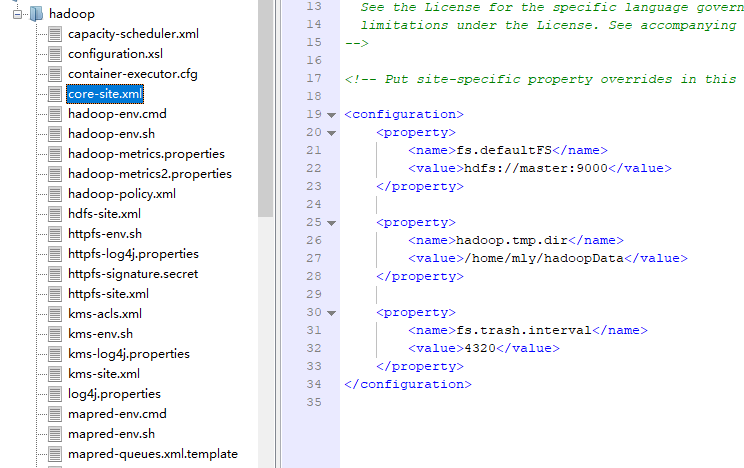 hadoop
capacity-scheduler.xml
configuration.xsl
container-executor.cfg
core-site.xml
hadoop-env.cmd
hadoop-env.sh
hadoop-metrics.properties
hadoop-metrics2.properties
hadoop-policy.xml
hdfs-site.xml
httpfs-env.sh
httpfs-log4j.properties
httpfs-signature.secret
httpfs-site.xml
kms-acls.xml
kms-env.sh
kms-log4j.properties
kms-site.xml
log4j.properties
mapred-env.cmd
mapred-env.sh
mapred-queues.xml.template
13 See the License for the specific language govern
14 limitations under the License. See accompanying
15 -->
16
17 <!-- Put site-specific property overrides in this
18
19 <configuration>
20 <property>
21 <name>fs.defaultFS</name>
22 <value>hdfs://master:9000</value>
23 </property>
24
25 <property>
26 <name>hadoop.tmp.dir</name>
27 <value>/home/mly/hadoopData</value>
28 </property>
29
30 <property>
31 <name>fs.trash.interval</name>
32 <value>4320</value>
33 </property>
34 </configuration>
35